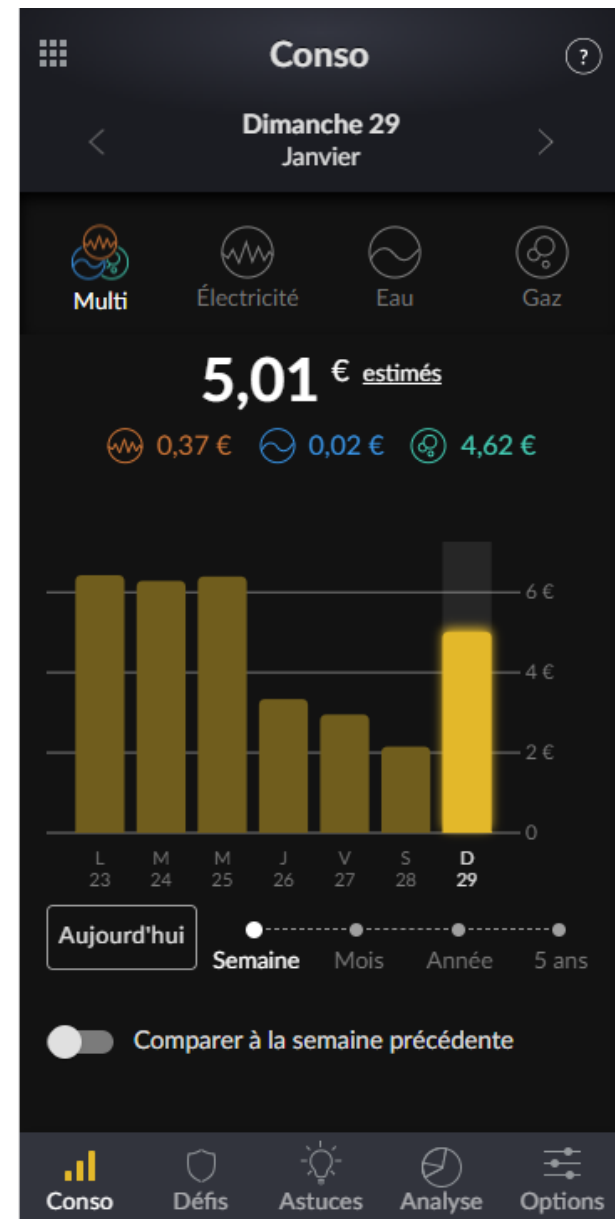 Conso
?
Dimanche 29
Janvier
Multi
Électricité
Eau
Gaz
5,01 € estimés
0,37 € 0,02 € 4,62 €
6 €
4 €
2 €
0
L M M J V S D
23 24 25 26 27 28 29
Aujourd'hui
Semaine Mois Année 5 ans
Comparer à la semaine précédente
Conso Défis Astuces Analyse Options